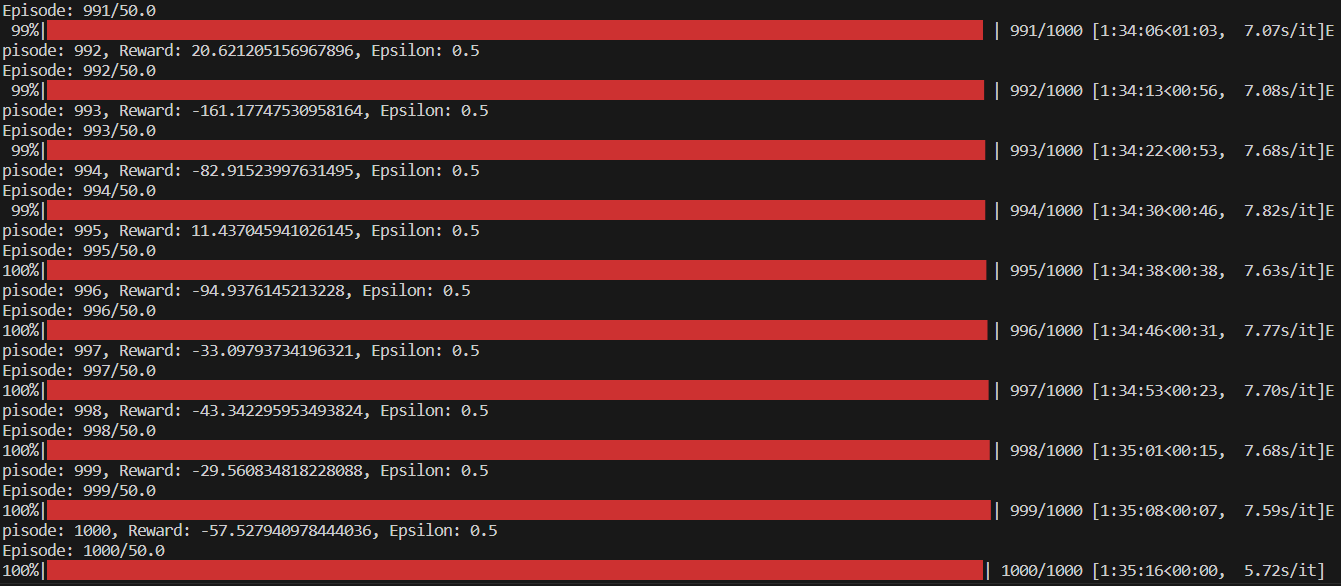 Episode: 991/50.0
99%| | 991/1000 [1:34:06<01:03, 7.07s/it]E
pisode: 992, Reward: 20.621205156967896, Epsilon: 0.5
Episode: 992/50.0
99%| | 992/1000 [1:34:13<00:56, 7.08s/it]E
pisode: 993, Reward: -161.17747530958164, Epsilon: 0.5
Episode: 993/50.0
99%| | 993/1000 [1:34:22<00:53, 7.68s/it]E
pisode: 994, Reward: -82.91523997631495, Epsilon: 0.5
Episode: 994/50.0
99%| | 994/1000 [1:34:30<00:46, 7.82s/it]E
pisode: 995, Reward: 11.437045941026145, Epsilon: 0.5
Episode: 995/50.0
100%| | 995/1000 [1:34:38<00:38, 7.63s/it]E
pisode: 996, Reward: -94.9376145213228, Epsilon: 0.5
Episode: 996/50.0
100%| | 996/1000 [1:34:46<00:31, 7.77s/it]E
pisode: 997, Reward: -33.09793734196321, Epsilon: 0.5
Episode: 997/50.0
100%| | 997/1000 [1:34:53<00:23, 7.70s/it]E
pisode: 998, Reward: -43.342295953493824, Epsilon: 0.5
Episode: 998/50.0
100%| | 998/1000 [1:35:01<00:15, 7.68s/it]E
pisode: 999, Reward: -29.560834818228088, Epsilon: 0.5
Episode: 999/50.0
100%| | 999/1000 [1:35:08<00:07, 7.59s/it]E
pisode: 1000, Reward: -57.527940978444036, Epsilon: 0.5
Episode: 1000/50.0
100%| | 1000/1000 [1:35:16<00:00, 5.72s/it]